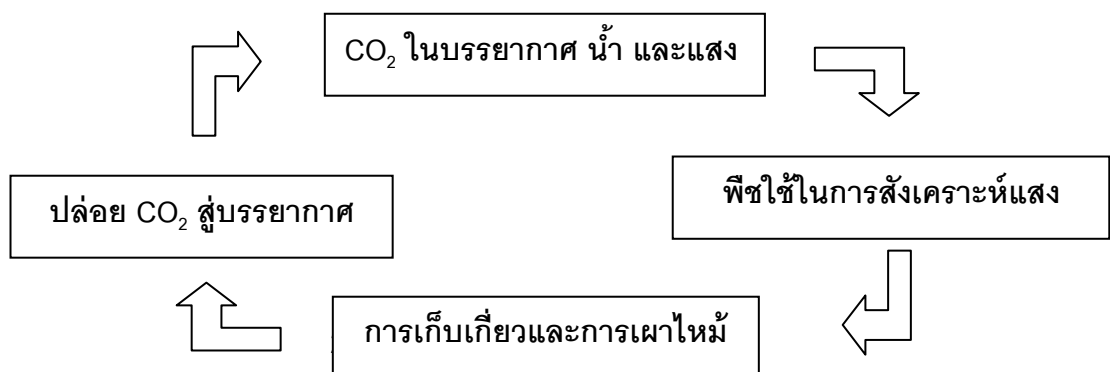 CO₂ ในบรรยากาศ น้ำ และแสง
พืชใช้ในการสังเคราะห์แสง
การเก็บเกี่ยวและการเผาไหม้
ปล่อย CO₂ สู่บรรยากาศ